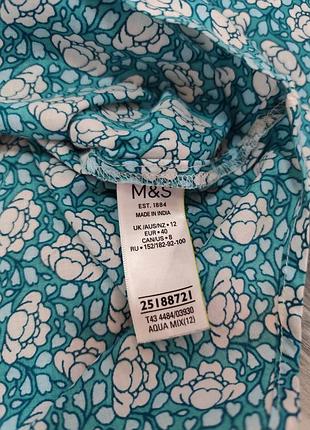 M&S
EST. 1884
MADE IN INDIA
UK/AUS/NZ • 12
EUR • 40
CAN/US • 8
RU • 152/182-92-100
25188721
T43 4484/03930
AQUA MIX(12)